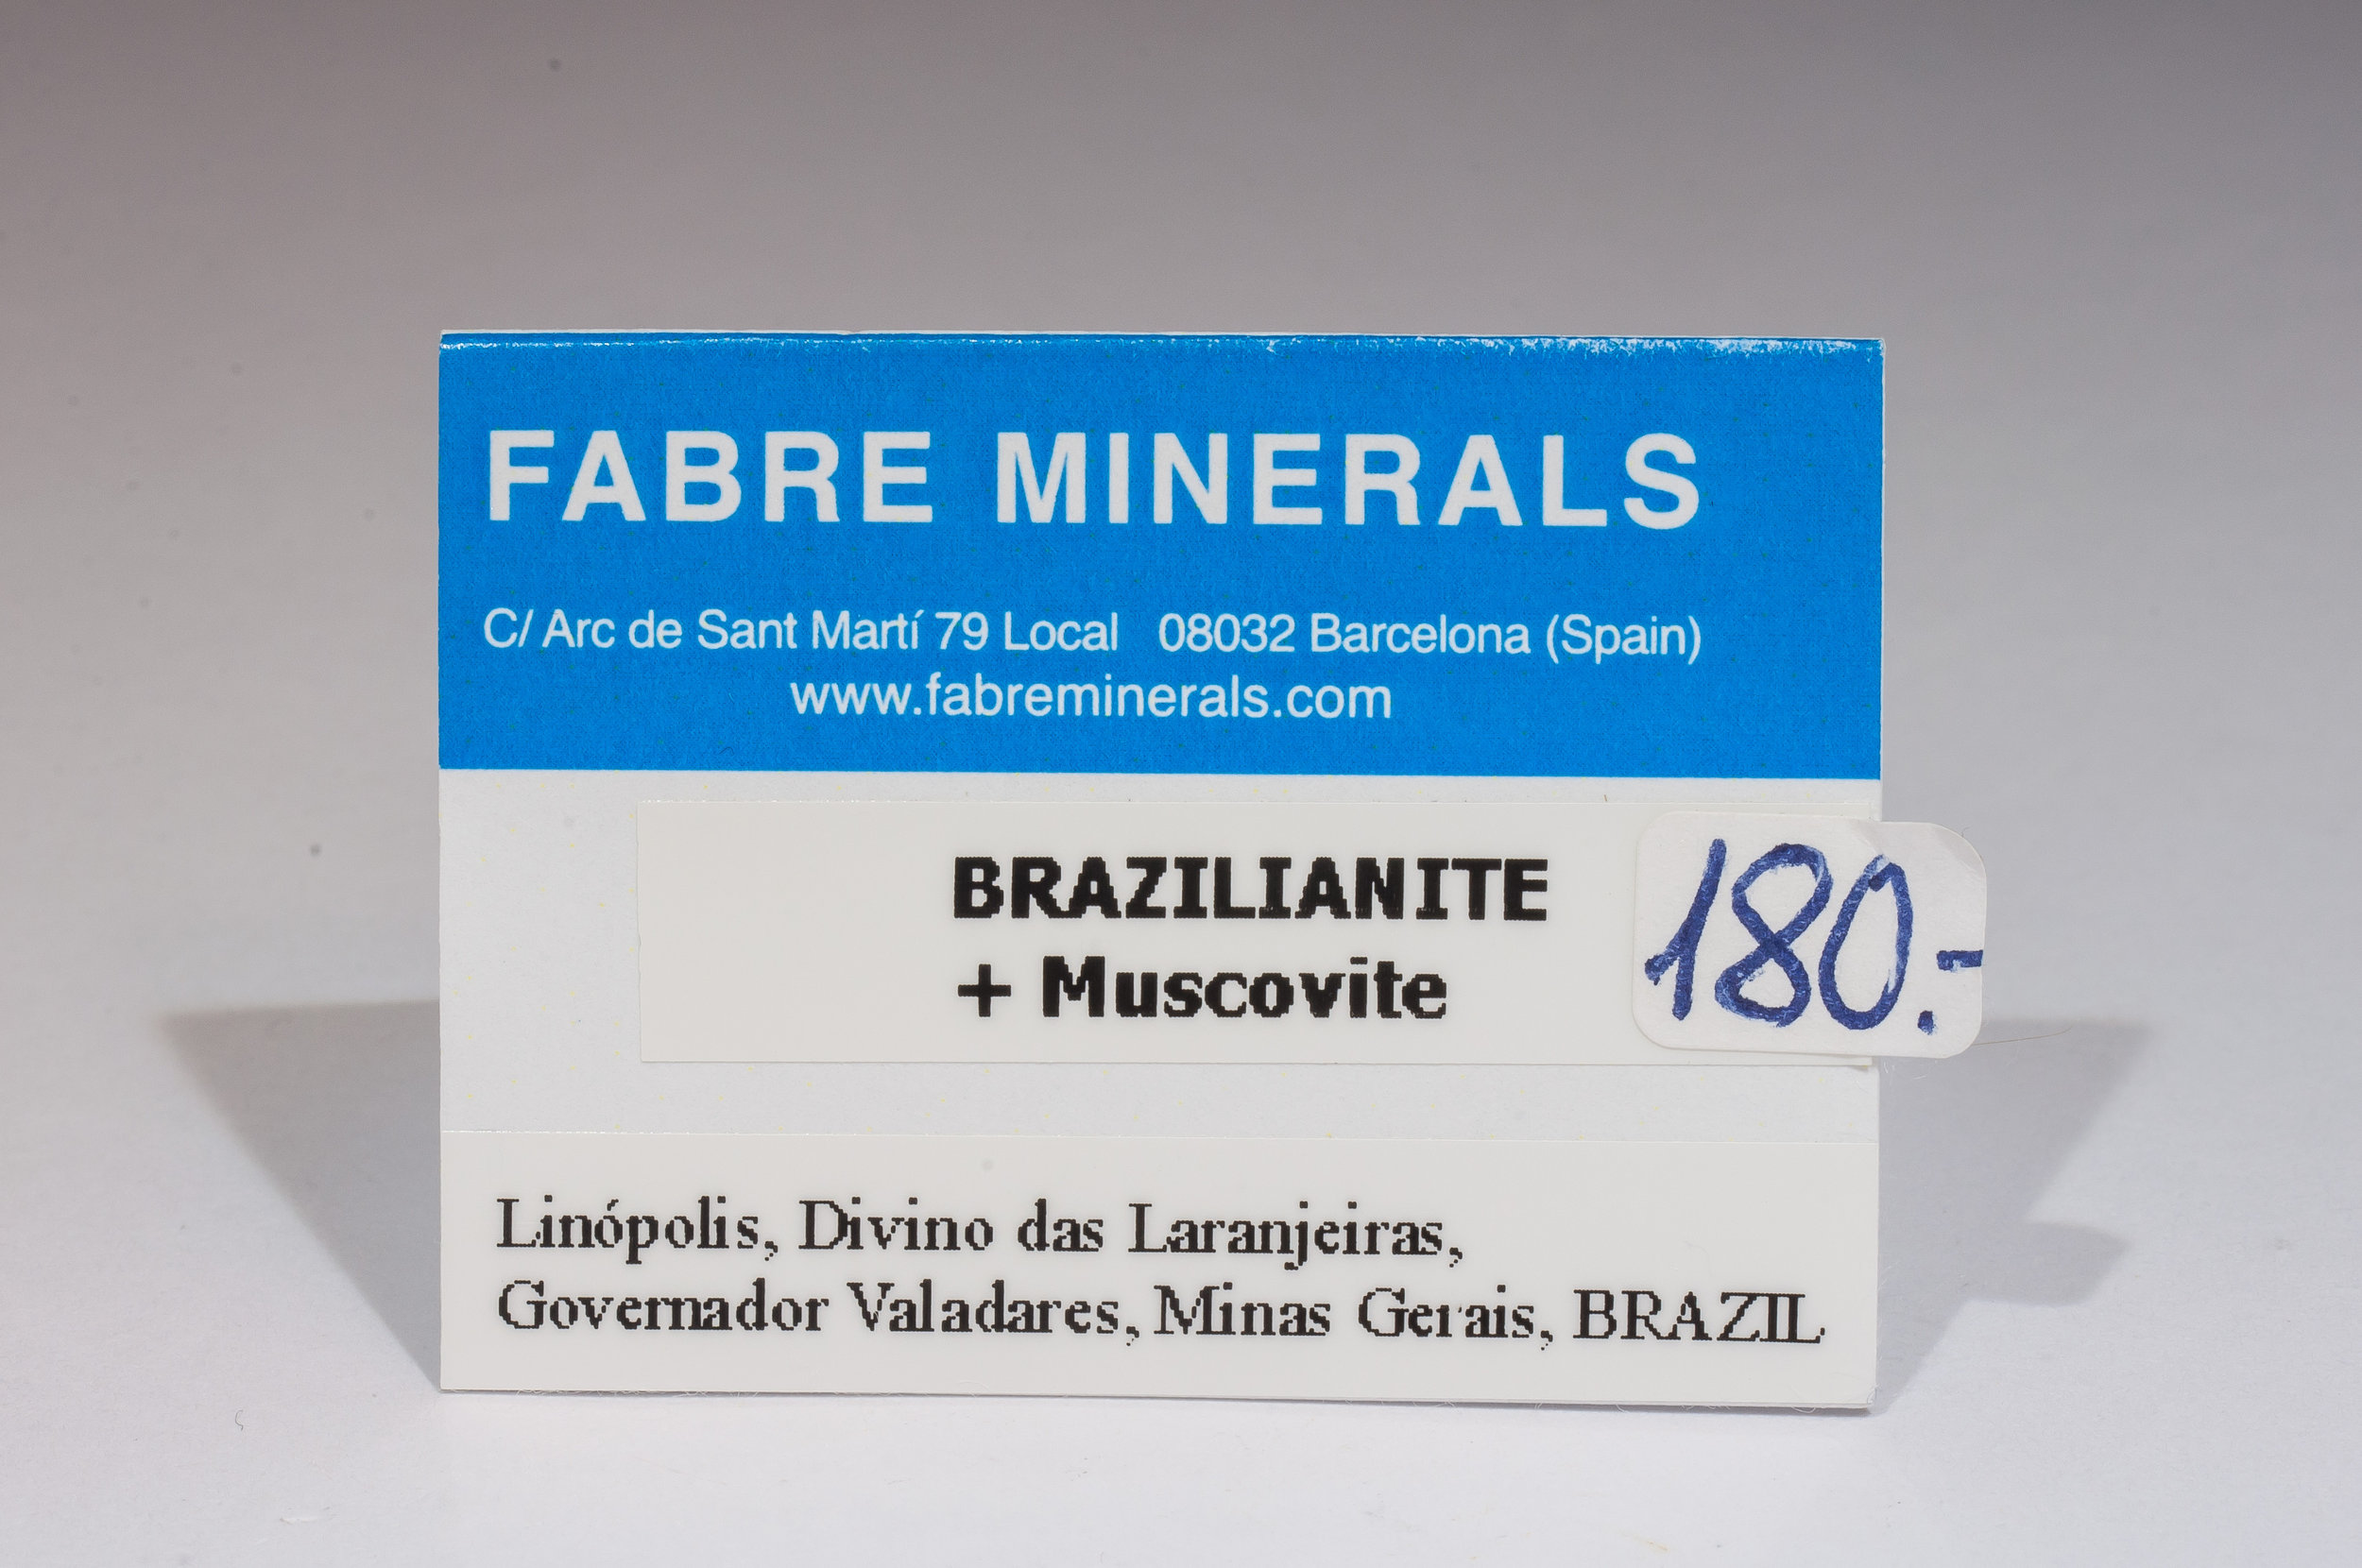 FABRE MINERALS
C/ Arc de Sant Martí 79 Local 08032 Barcelona (Spain)
www.fabreminerals.com
BRAZILIANITE
+ Muscovite
180.-
Linópolis, Divino das Laranjeiras,
Governador Valadares, Minas Gerais, BRAZIL